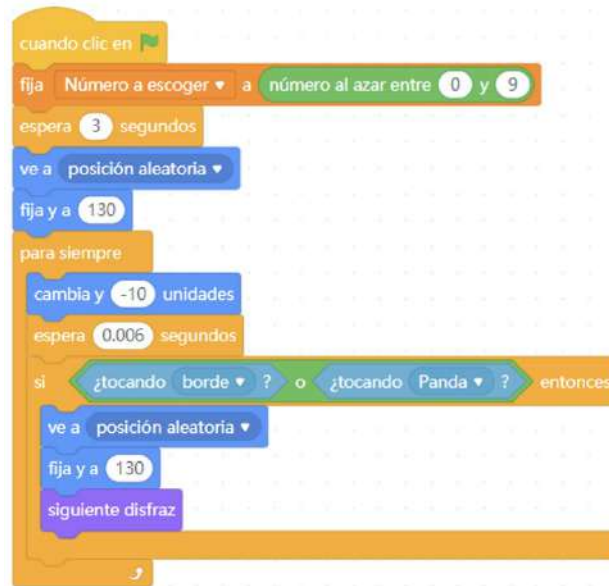 cuando clic en
fija Número a escoger a número al azar entre 0 y 9
espera 3 segundos
ve a posición aleatoria
fija y a 130
para siempre
cambia y -10 unidades
espera 0.006 segundos
si ¿tocando borde ? o ¿tocando Panda ? entonces
ve a posición aleatoria
fija y a 130
siguiente disfraz